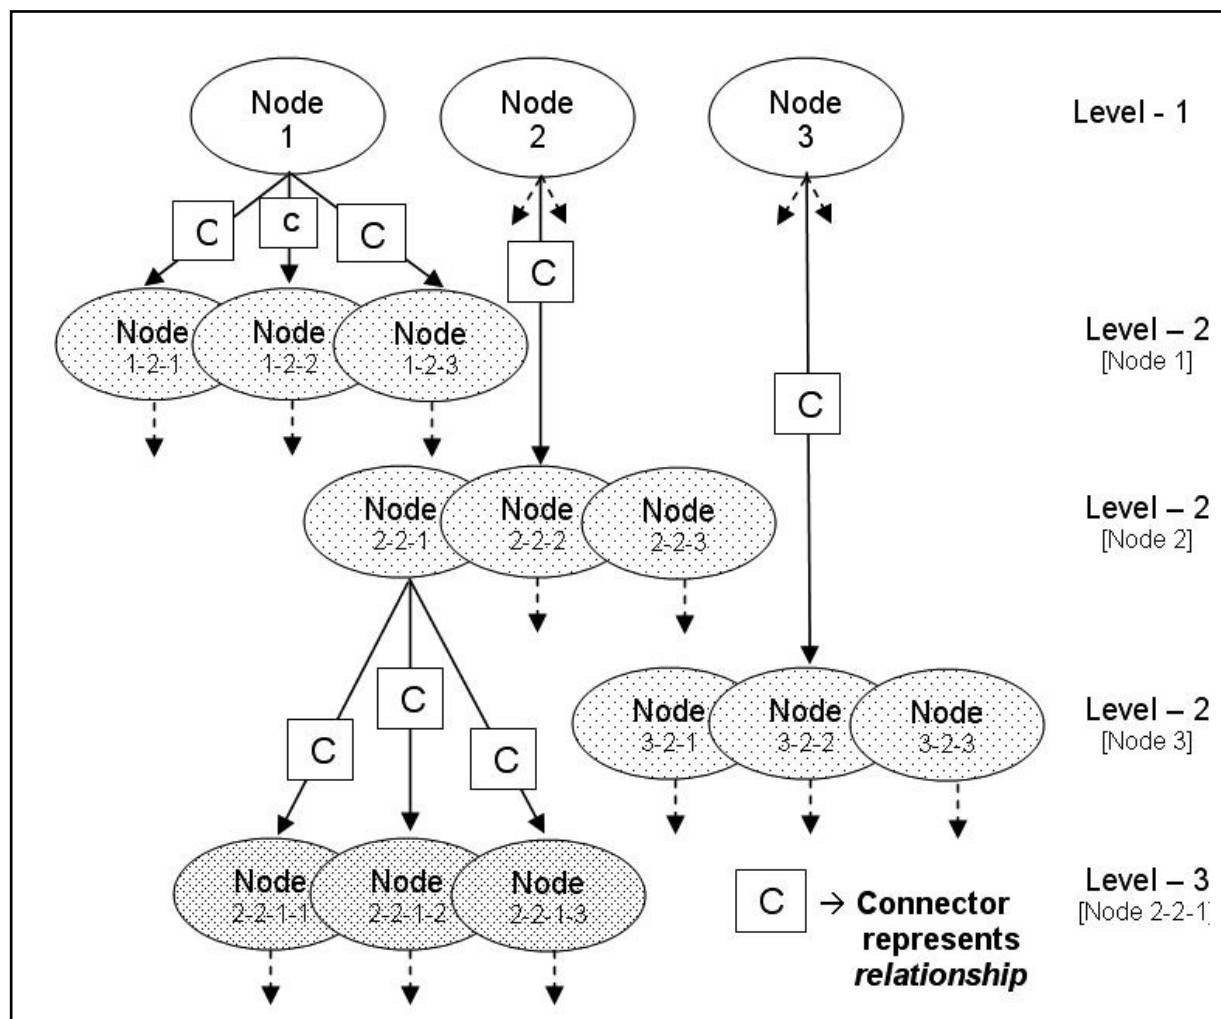 Node
1
Node
2
Node
3
Level - 1
C
c
C
C
Node
1-2-1
Node
1-2-2
Node
1-2-3
Level – 2
[Node 1]
C
Node
2-2-1
Node
2-2-2
Node
2-2-3
Level – 2
[Node 2]
C
C
C
Node
3-2-1
Node
3-2-2
Node
3-2-3
Level – 2
[Node 3]
Node
2-2-1-1
Node
2-2-1-2
Node
2-2-1-3
C → Connector
represents
relationship
Level – 3
[Node 2-2-1]